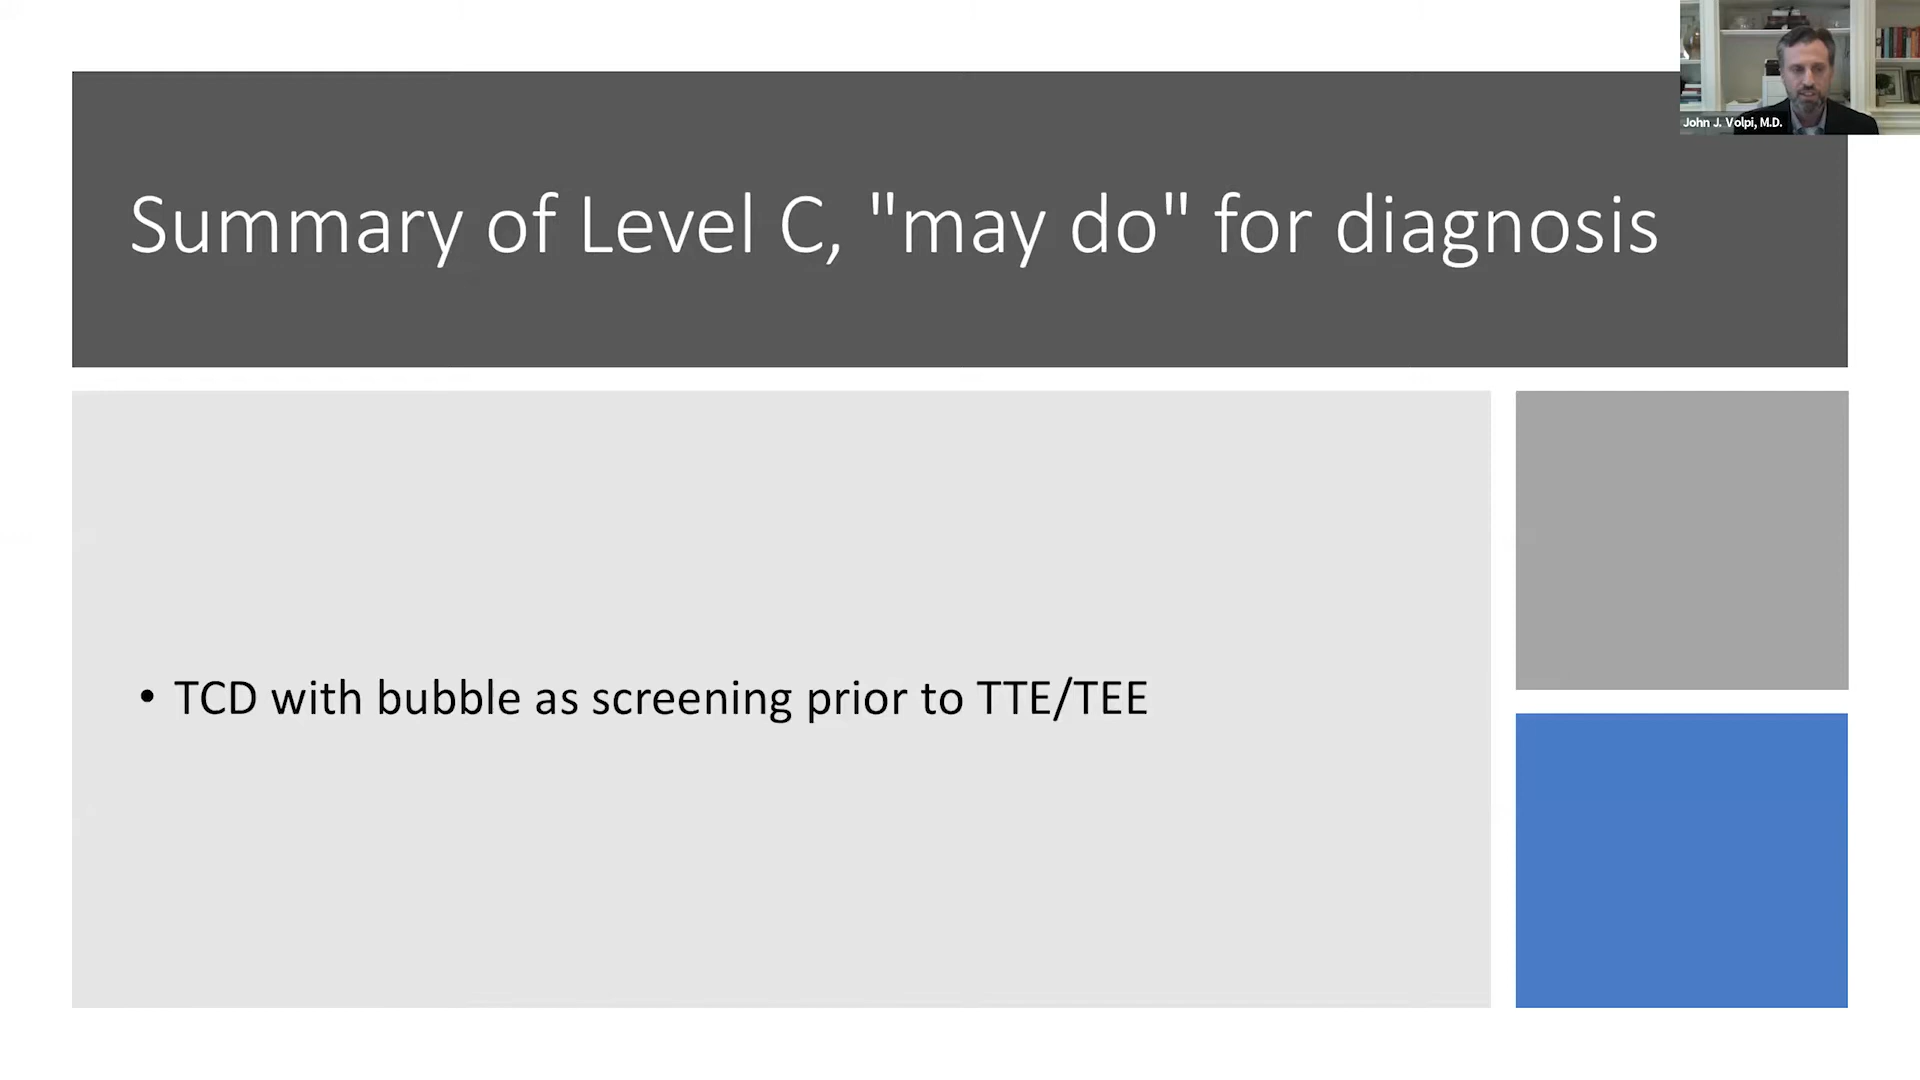 John J. Volpi, M.D.
Summary of Level C, "may do" for diagnosis
• TCD with bubble as screening prior to TTE/TEE